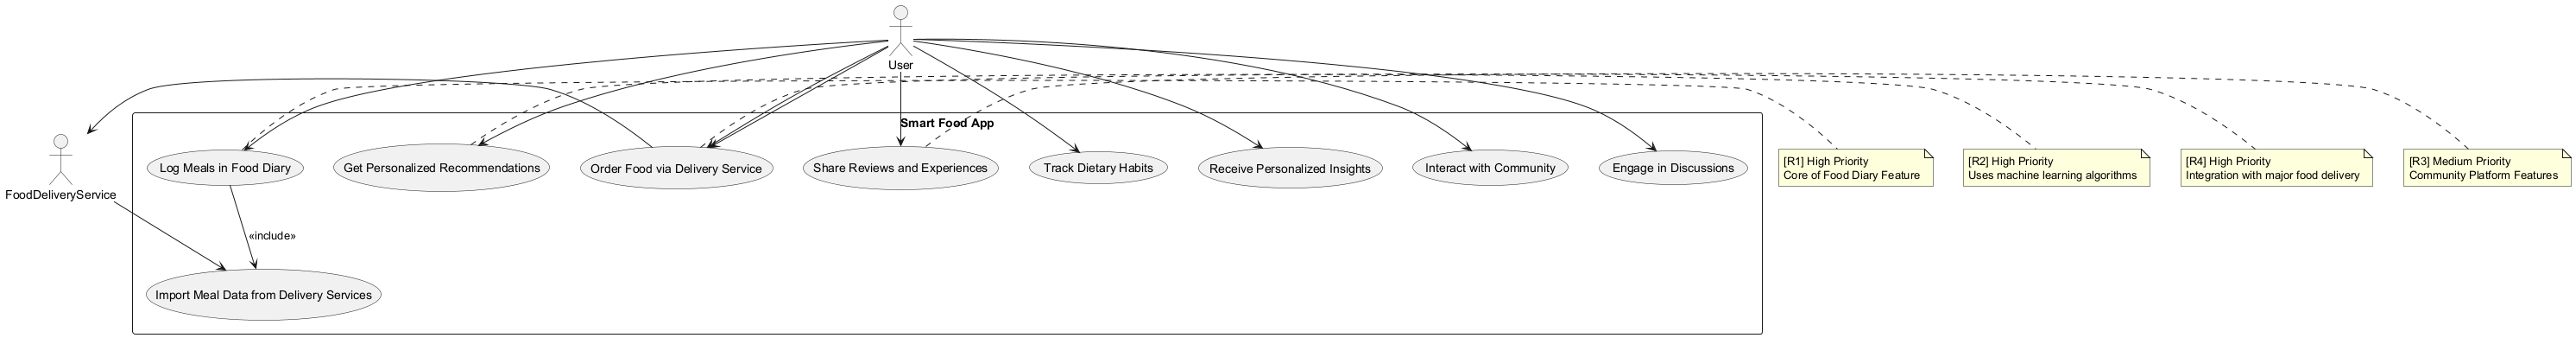 User
Smart Food App
FoodDeliveryService
Log Meals in Food Diary
Get Personalized Recommendations
Order Food via Delivery Service
Share Reviews and Experiences
Track Dietary Habits
Receive Personalized Insights
Interact with Community
Engage in Discussions
[R1] High Priority
Core of Food Diary Feature
[R2] High Priority
Uses machine learning algorithms
[R4] High Priority
Integration with major food delivery
[R3] Medium Priority
Community Platform Features
«include»
Import Meal Data from Delivery Services